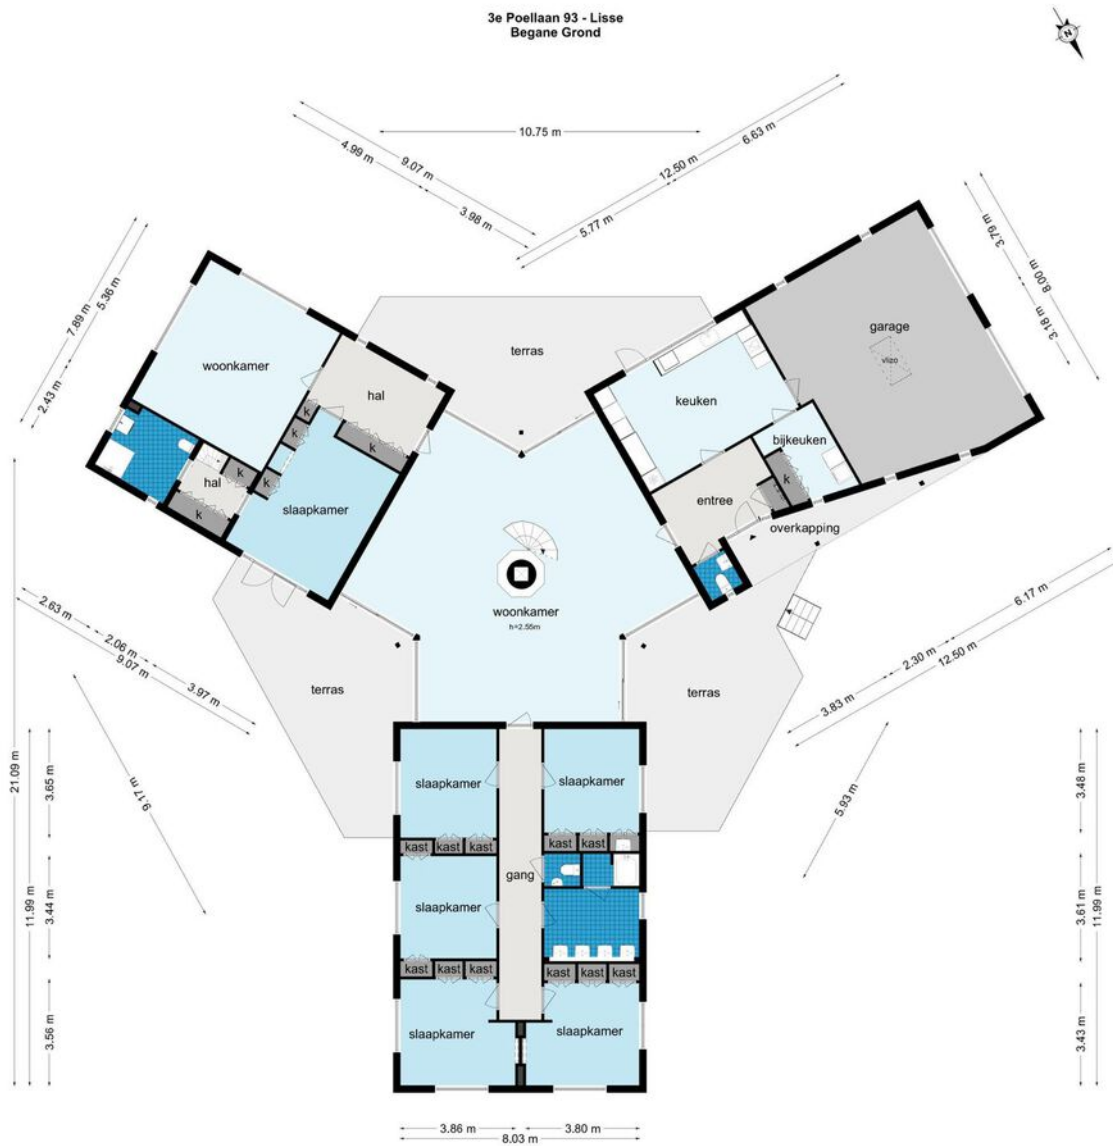 3e Poellaan 93 - Lisse
Begane Grond
N
10.75 m
9.07 m
4.99 m
3.98 m
12.50 m
6.63 m
5.77 m
3.79 m
8.00 m
3.18 m
5.36 m
7.89 m
2.43 m
garage
vlizo
terras
woonkamer
hal
keuken
bijkeuken
k
k
k
k
k
k
k
hal
slaapkamer
entree
overkapping
woonkamer
h=2.55m
terras
terras
2.63 m
2.06 m
9.07 m
3.97 m
9.17 m
6.17 m
2.30 m
12.50 m
3.83 m
5.93 m
21.09 m
11.99 m
3.65 m
3.44 m
3.56 m
3.48 m
3.61 m
11.99 m
3.43 m
slaapkamer
slaapkamer
kast kast kast
kast kast
gang
slaapkamer
kast kast kast
kast kast kast
slaapkamer
slaapkamer
3.86 m
3.80 m
8.03 m